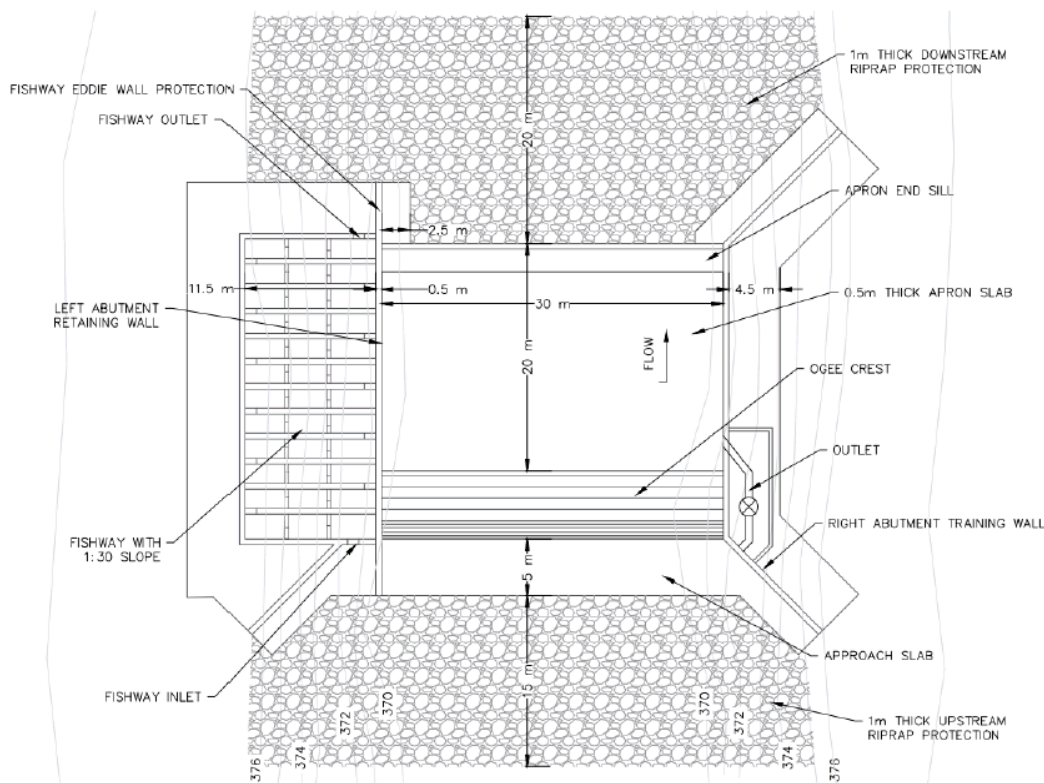 1m THICK DOWNSTREAM
RIPRAP PROTECTION
FISHWAY EDDIE WALL PROTECTION
FISHWAY OUTLET
20 m
APRON END SILL
2.5 m
11.5 m
0.5 m
30 m
4.5 m
0.5m THICK APRON SLAB
LEFT ABUTMENT
RETAINING WALL
FLOW
20 m
OGEE CREST
OUTLET
RIGHT ABUTMENT TRAINING WALL
FISHWAY WITH
1:30 SLOPE
5 m
APPROACH SLAB
FISHWAY INLET
15 m
1m THICK UPSTREAM
RIPRAP PROTECTION
376
374
372
370
370
372
374
376